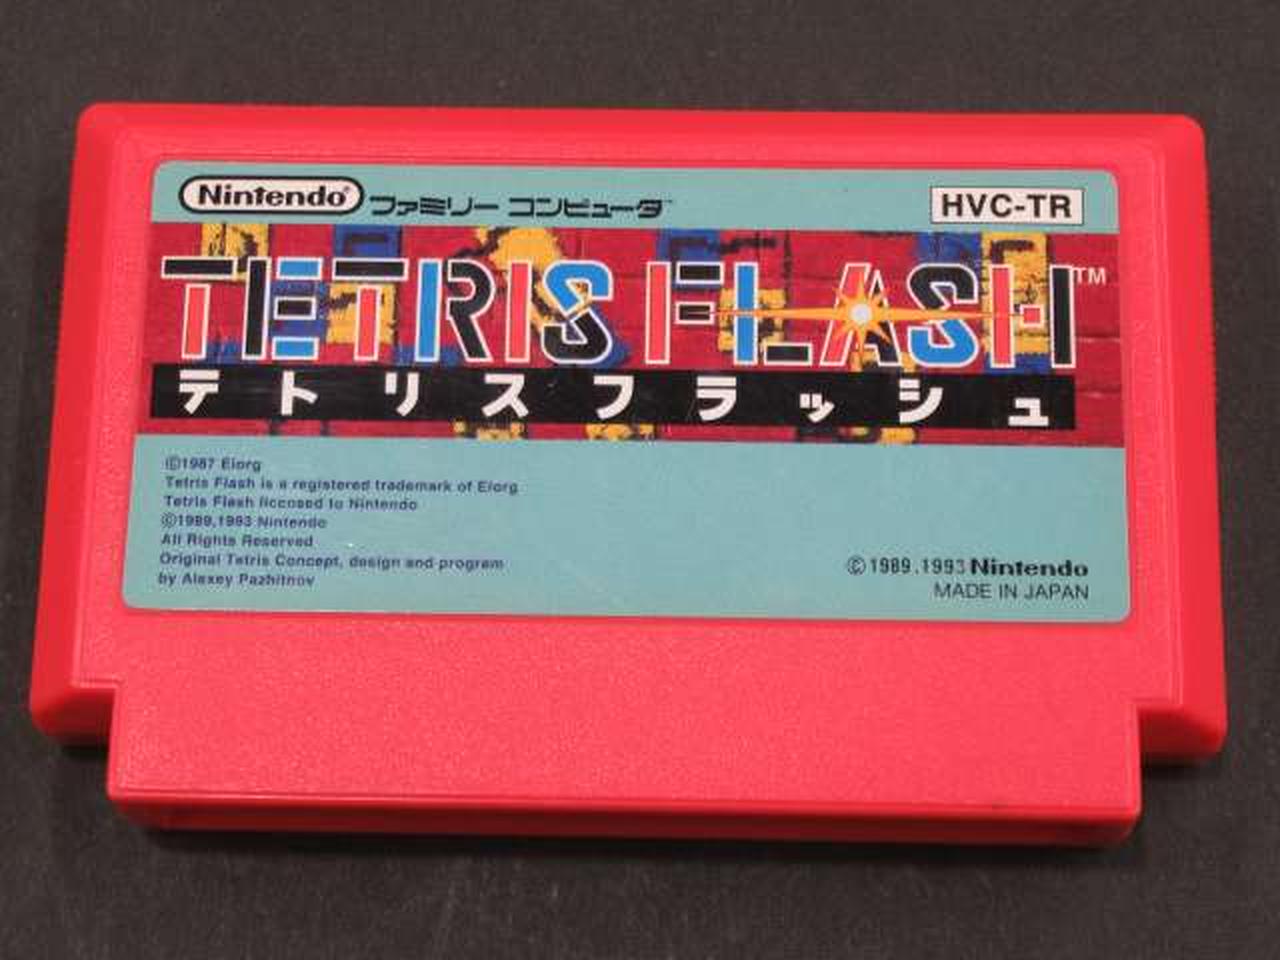 Nintendo® ファミリー コンピュータ™
HVC-TR
TETRIS FLASH™
テトリスフラッシュ
©1987 Elorg
Tetris Flash is a registered trademark of Elorg
Tetris Flash licensed to Nintendo
©1989,1993 Nintendo
All Rights Reserved
Original Tetris Concept, design and program
by Alexey Pazhitnov
©1989,1993 Nintendo
MADE IN JAPAN